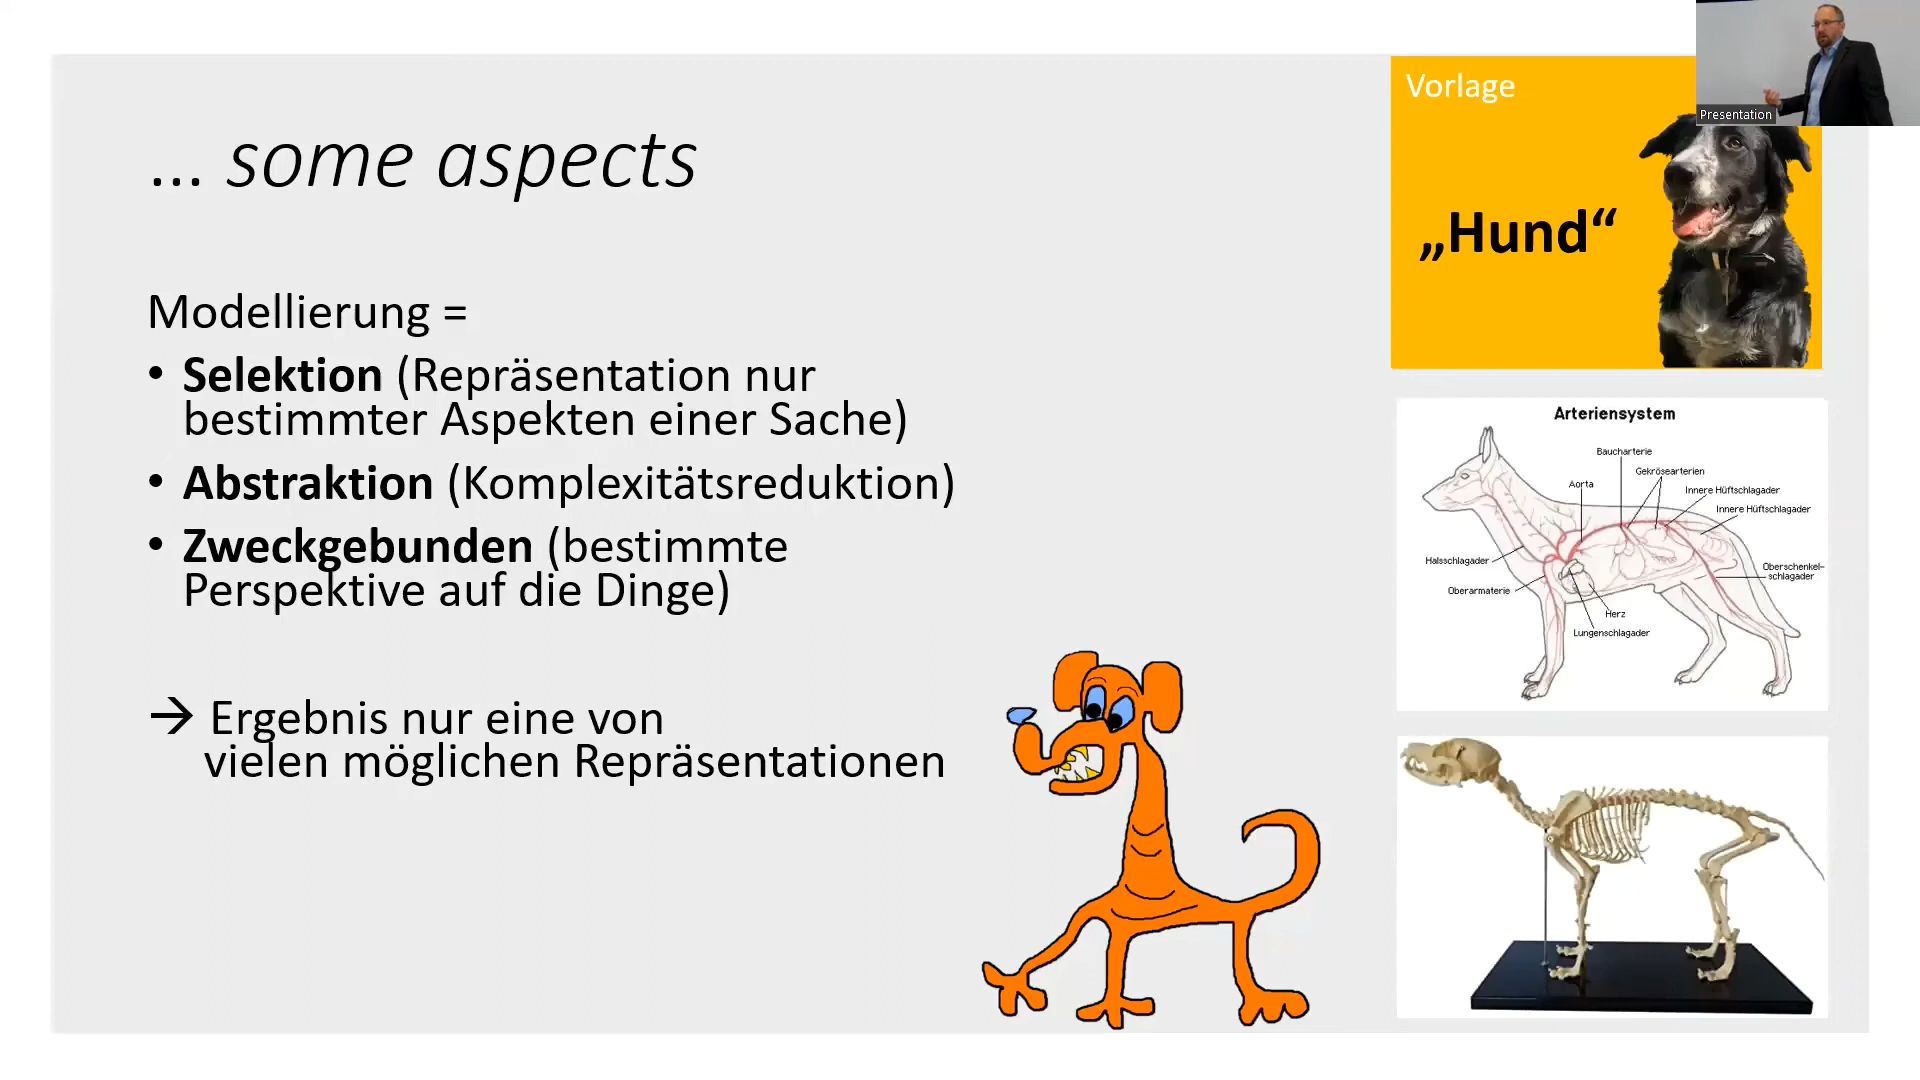 ... some aspects
Modellierung =
• Selektion (Repräsentation nur
bestimmter Aspekten einer Sache)
• Abstraktion (Komplexitätsreduktion)
• Zweckgebunden (bestimmte
Perspektive auf die Dinge)
→ Ergebnis nur eine von
vielen möglichen Repräsentationen
Vorlage
„Hund“
Presentation
Arteriensystem
Baucharterie
Gekrösearterien
Aorta
Innere Hüftschlagader
Innere Hüftschlagader
Halsschlagader
Oberschenkel-
schlagader
Oberarmaterie
Herz
Lungenschlagader